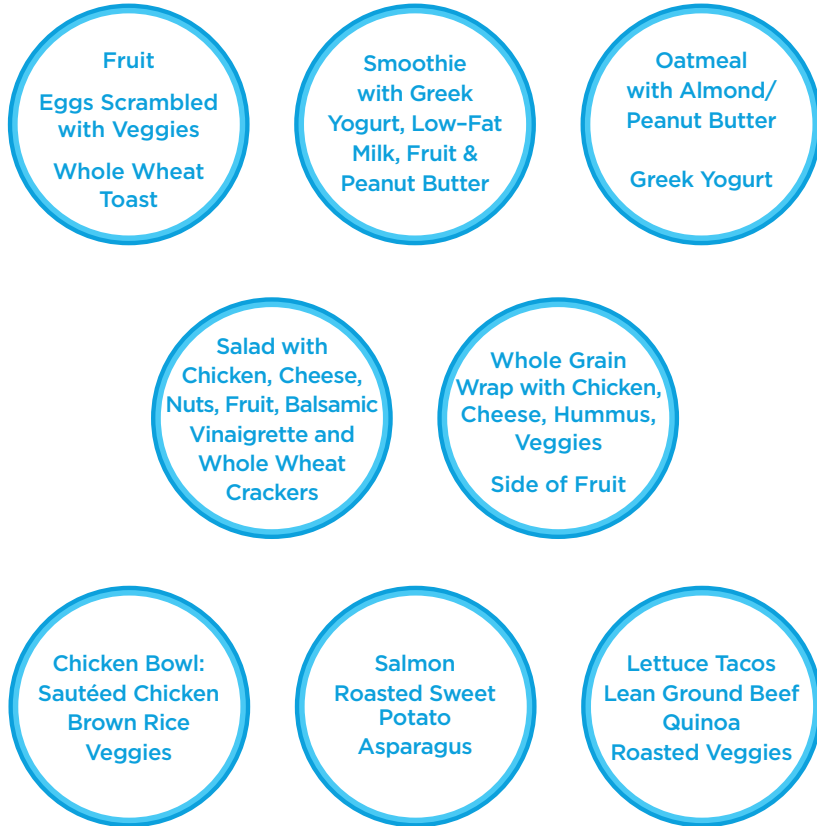 Fruit
Eggs Scrambled
with Veggies
Whole Wheat
Toast
Smoothie
with Greek
Yogurt, Low–Fat
Milk, Fruit &
Peanut Butter
Oatmeal
with Almond/
Peanut Butter
Greek Yogurt
Salad with
Chicken, Cheese,
Nuts, Fruit, Balsamic
Vinaigrette and
Whole Wheat
Crackers
Whole Grain
Wrap with Chicken,
Cheese, Hummus,
Veggies
Side of Fruit
Chicken Bowl:
Sautéed Chicken
Brown Rice
Veggies
Salmon
Roasted Sweet
Potato
Asparagus
Lettuce Tacos
Lean Ground Beef
Quinoa
Roasted Veggies